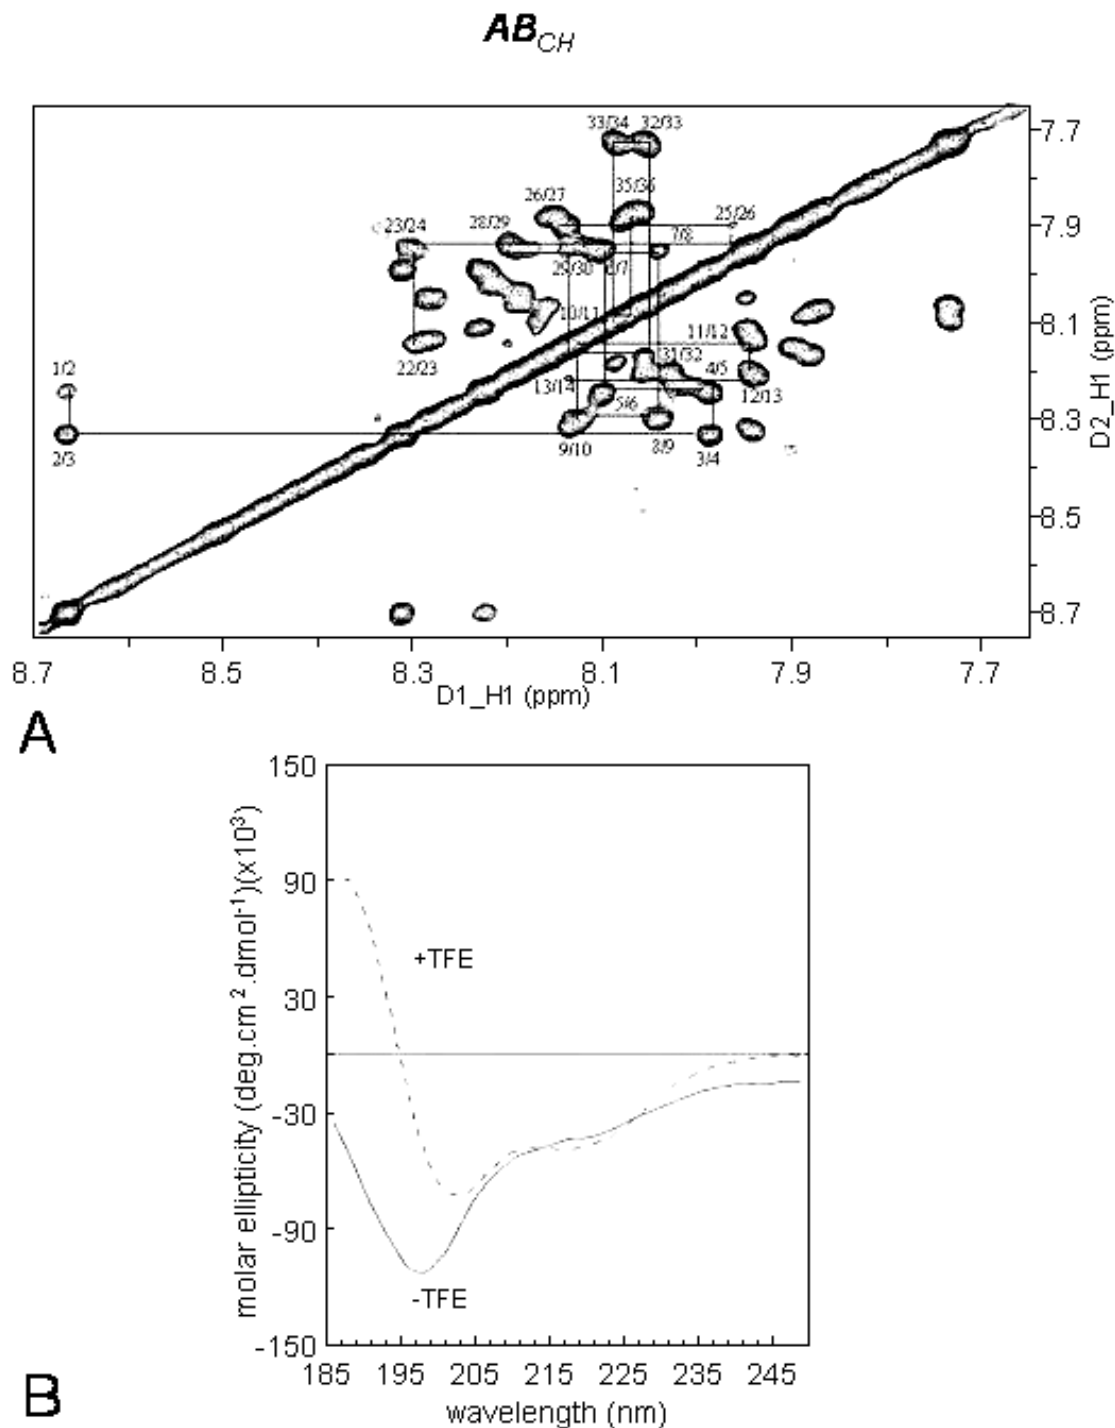 AB CH
33/34 32/33
7.7
26/27 35/36 25/26
23/24 28/29 7/8
7.9
29/30 6/7
10/11 11/12
8.1
1/2 22/23 31/32 4/5
13/14 12/13
5/6
8.3
2/3 9/10 8/9 3/4
8.5
8.7
D2_H1 (ppm)
8.7 8.5 8.3 8.1 7.9 7.7
D1_H1 (ppm)
A
150
90
+TFE
30
-30
-90
-TFE
-150
molar ellipticity (deg.cm2.dmol-1)(x103)
185 195 205 215 225 235 245
wavelength (nm)
B